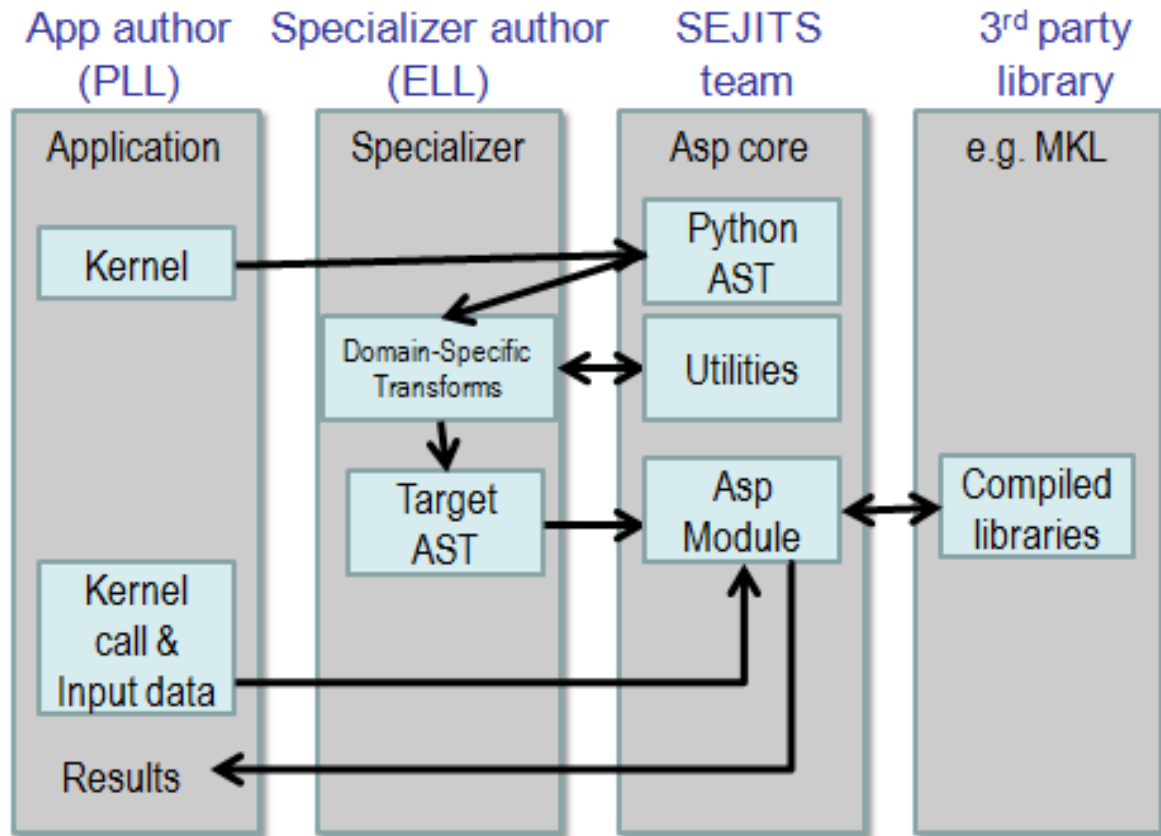 App author
(PLL)
Specializer author
(ELL)
SEJITS
team
3rd party
library
Application
Kernel
Kernel
call &
Input data
Results
Specializer
Domain-Specific
Transforms
Target
AST
Asp core
Python
AST
Utilities
Asp
Module
e.g. MKL
Compiled
libraries